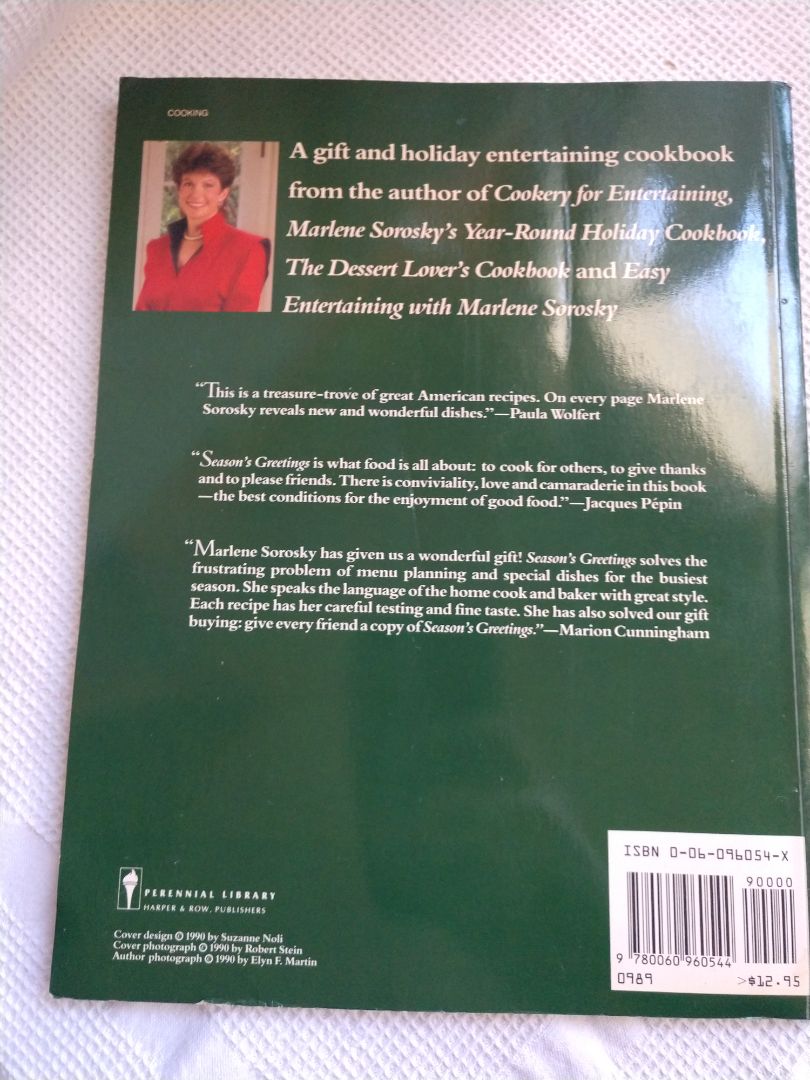 COOKING
A gift and holiday entertaining cookbook
from the author of Cookery for Entertaining,
Marlene Sorosky's Year-Round Holiday Cookbook,
The Dessert Lover's Cookbook and Easy
Entertaining with Marlene Sorosky
“This is a treasure-trove of great American recipes. On every page Marlene
Sorosky reveals new and wonderful dishes.”—Paula Wolfert
“Season's Greetings is what food is all about: to cook for others, to give thanks
and to please friends. There is conviviality, love and camaraderie in this book
—the best conditions for the enjoyment of good food.”—Jacques Pépin
“Marlene Sorosky has given us a wonderful gift! Season's Greetings solves the
frustrating problem of menu planning and special dishes for the busiest
season. She speaks the language of the home cook and baker with great style.
Each recipe has her careful testing and fine taste. She has also solved our gift
buying: give every friend a copy of Season's Greetings.”—Marion Cunningham
PERENNIAL LIBRARY
HARPER & ROW, PUBLISHERS
Cover design © 1990 by Suzanne Noli
Cover photograph © 1990 by Robert Stein
Author photograph © 1990 by Elyn F. Martin
ISBN 0-06-096054-X
90000
9 780060 960544
0989 >$12.95